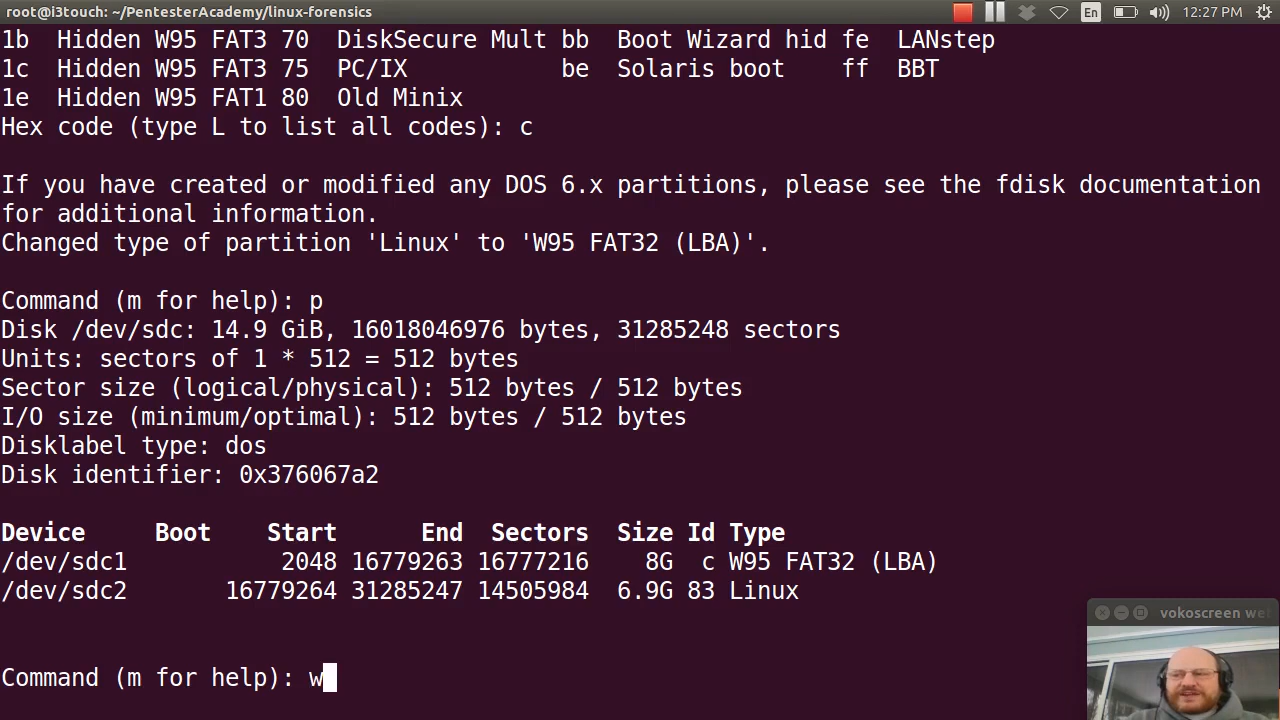 root@i3touch: ~/PentesterAcademy/linux-forensics En 12:27 PM
1b Hidden W95 FAT3 70 DiskSecure Mult bb Boot Wizard hid fe LANstep
1c Hidden W95 FAT3 75 PC/IX be Solaris boot ff BBT
1e Hidden W95 FAT1 80 Old Minix
Hex code (type L to list all codes): c
If you have created or modified any DOS 6.x partitions, please see the fdisk documentation
for additional information.
Changed type of partition 'Linux' to 'W95 FAT32 (LBA)'.
Command (m for help): p
Disk /dev/sdc: 14.9 GiB, 16018046976 bytes, 31285248 sectors
Units: sectors of 1 * 512 = 512 bytes
Sector size (logical/physical): 512 bytes / 512 bytes
I/O size (minimum/optimal): 512 bytes / 512 bytes
Disklabel type: dos
Disk identifier: 0x376067a2
Device Boot Start End Sectors Size Id Type
/dev/sdc1 2048 16779263 16777216 8G c W95 FAT32 (LBA)
/dev/sdc2 16779264 31285247 14505984 6.9G 83 Linux
Command (m for help): w
vokoscreen we